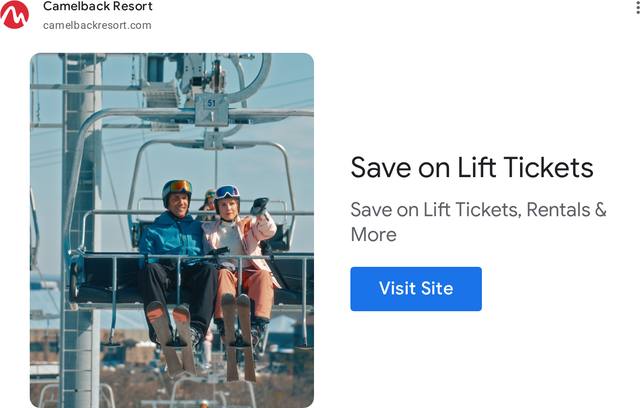 Camelback Resort
camelbackresort.com
51
Save on Lift Tickets
Save on Lift Tickets, Rentals &
More
Visit Site